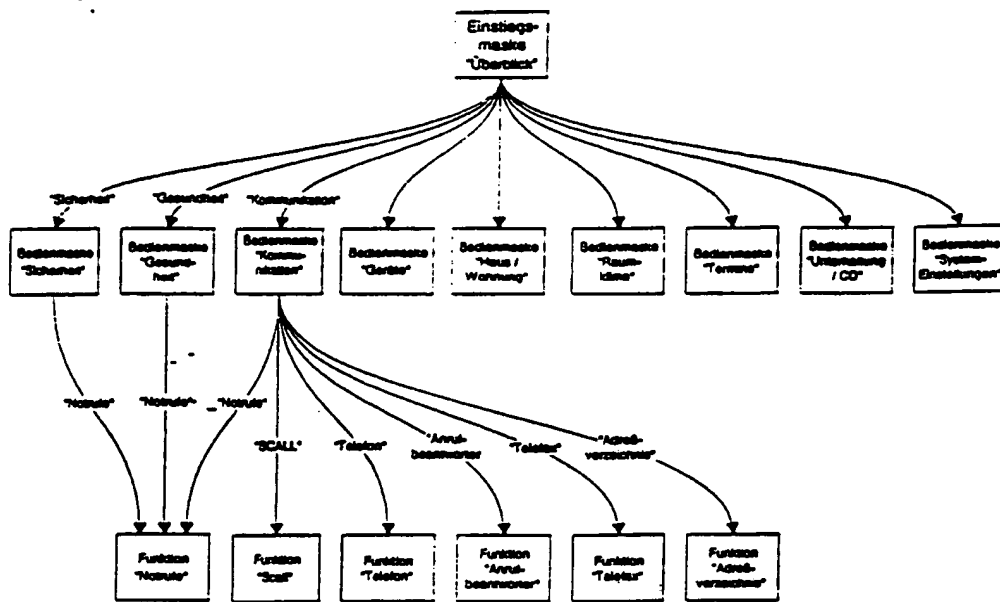 Einstiegs-
maske
"Überblick"
"Sicherheit"
"Gesundheit"
"Kommunikation"
Bedienmaske
"Sicherheit"
Bedienmaske
"Gesund-
heit"
Bedienmaske
"Kommu-
nikation"
Bedienmaske
"Geräte"
Bedienmaske
"Haus /
Wohnung"
Bedienmaske
"Raum-
klima"
Bedienmaske
"Termine"
Bedienmaske
"Unterhaltung
/ CD"
Bedienmaske
"System-
Einstellungen"
"Notrufe"
"Notrufe"
"Notrufe"
"SCALL"
"Telefon"
"Anruf-
beantworter
"Telefax"
"Adreß-
verzeichnis"
Funktion
"Notrufe"
Funktion
"Scall"
Funktion
"Telefon"
Funktion
"Anruf-
beantworter"
Funktion
"Telefax"
Funktion
"Adreß-
verzeichnis"